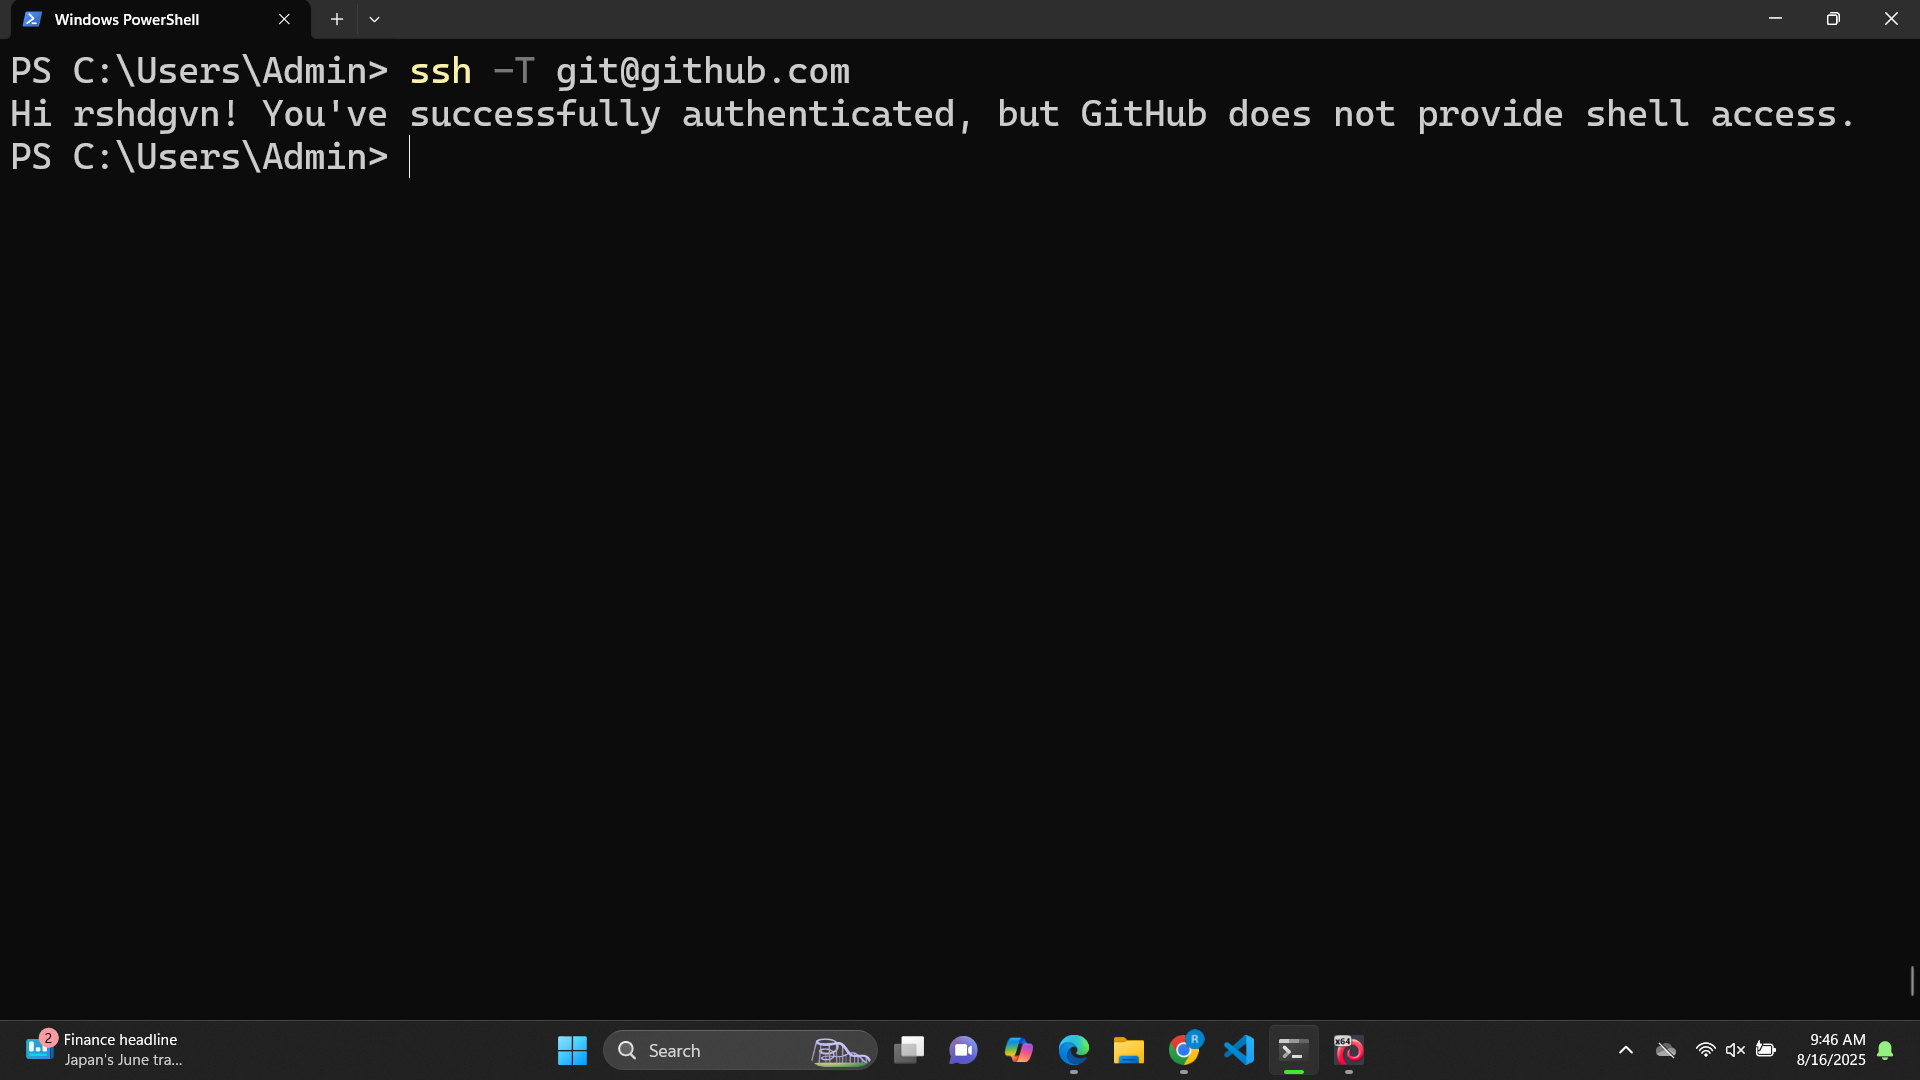 Windows PowerShell
PS C:\Users\Admin> ssh -T git@github.com
Hi rshdgvn! You've successfully authenticated, but GitHub does not provide shell access.
PS C:\Users\Admin>
2
Finance headline
Japan's June tra...
Search
R
x64
9:46 AM
8/16/2025